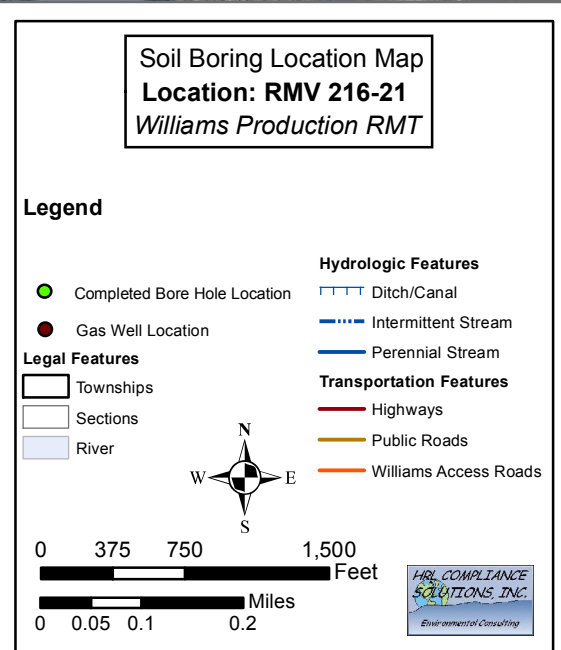 Soil Boring Location Map
Location: RMV 216-21
Williams Production RMT
Legend
Completed Bore Hole Location
Gas Well Location
Legal Features
Townships
Sections
River
Hydrologic Features
Ditch/Canal
Intermittent Stream
Perennial Stream
Transportation Features
Highways
Public Roads
Williams Access Roads
N
W E
S
0 375 750 1,500
Feet
Miles
0 0.05 0.1 0.2
HRL COMPLIANCE
SOLUTIONS, INC.
Environmental Consulting